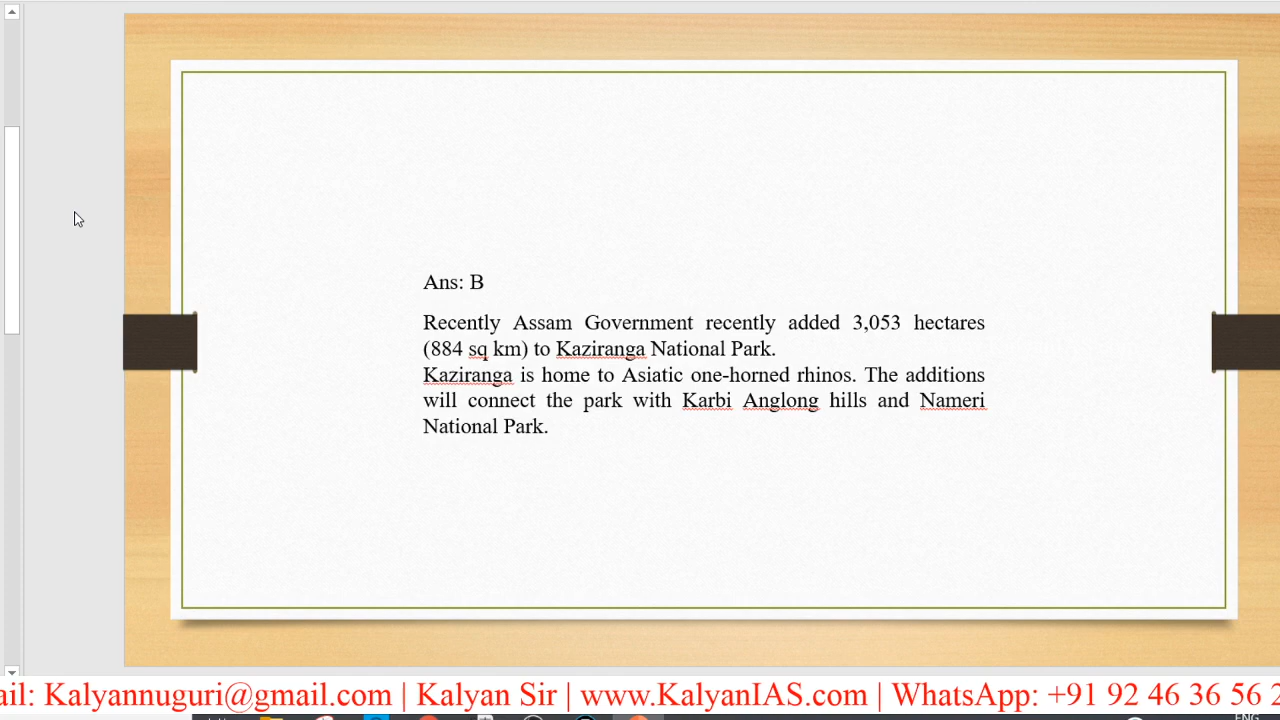 Ans: B
Recently Assam Government recently added 3,053 hectares
(884 sq km) to Kaziranga National Park.
Kaziranga is home to Asiatic one-horned rhinos. The additions
will connect the park with Karbi Anglong hills and Nameri
National Park.
ail: Kalyannuguri@gmail.com | Kalyan Sir | www.KalyanIAS.com | WhatsApp: +91 92 46 36 56 2
ENG